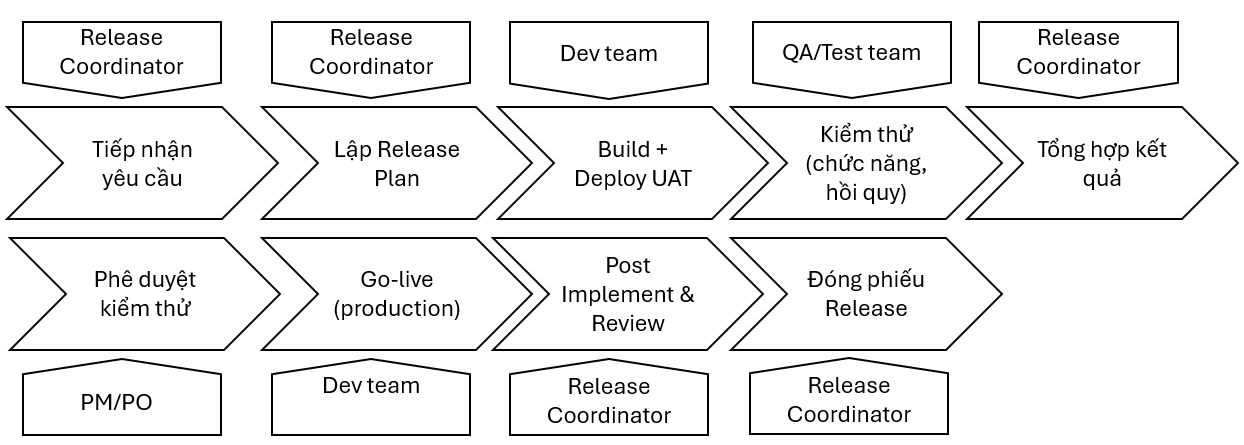 Release
Coordinator
Release
Coordinator
Dev team
QA/Test team
Release
Coordinator
Tiếp nhận
yêu cầu
Lập Release
Plan
Build +
Deploy UAT
Kiểm thử
(chức năng,
hồi quy)
Tổng hợp kết
quả
Phê duyệt
kiểm thử
Go-live
(production)
Post
Implement &
Review
Đóng phiếu
Release
PM/PO
Dev team
Release
Coordinator
Release
Coordinator